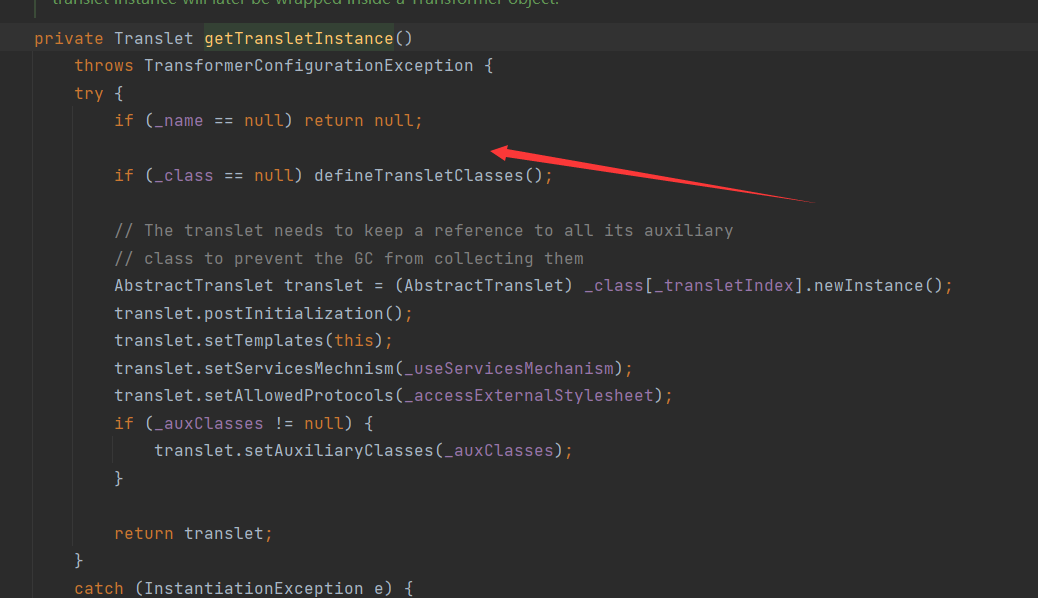 translet instance will later be wrapped inside a Transformer object.
private Translet getTransletInstance()
throws TransformerConfigurationException {
try {
if (_name == null) return null;
if (_class == null) defineTransletClasses();
// The translet needs to keep a reference to all its auxiliary
// class to prevent the GC from collecting them
AbstractTranslet translet = (AbstractTranslet) _class[_transletIndex].newInstance();
translet.postInitialization();
translet.setTemplates(this);
translet.setServicesMechnism(_useServicesMechanism);
translet.setAllowedProtocols(_accessExternalStylesheet);
if (_auxClasses != null) {
translet.setAuxiliaryClasses(_auxClasses);
}
return translet;
}
catch (InstantiationException e) {